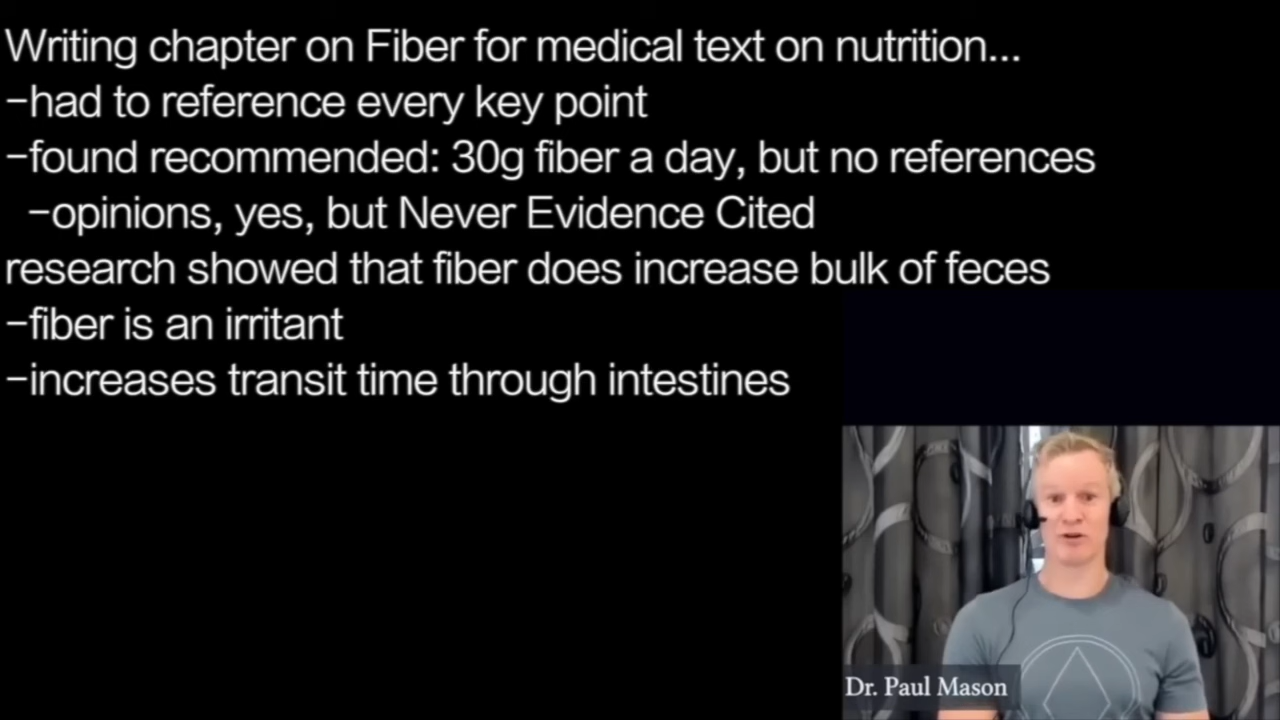 Writing chapter on Fiber for medical text on nutrition...
–had to reference every key point
–found recommended: 30g fiber a day, but no references
–opinions, yes, but Never Evidence Cited
research showed that fiber does increase bulk of feces
–fiber is an irritant
–increases transit time through intestines
Dr. Paul Mason